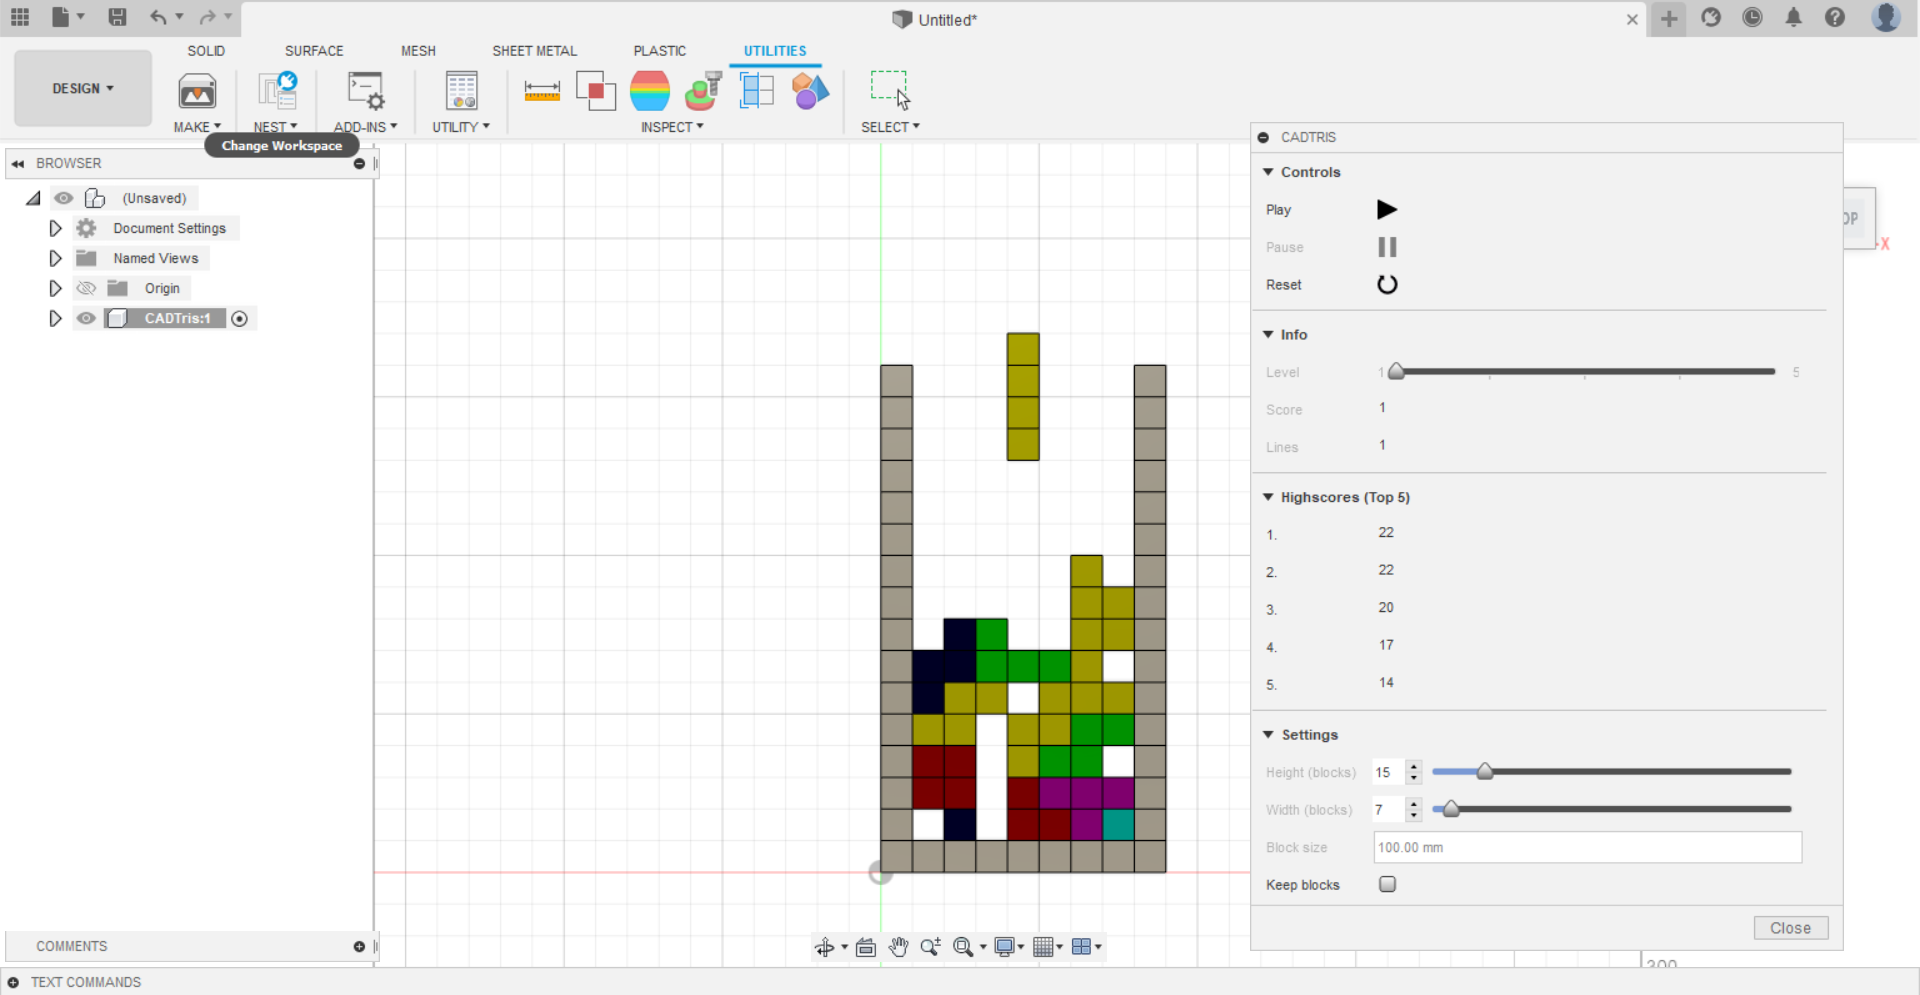 Untitled*
SOLID SURFACE MESH SHEET METAL PLASTIC UTILITIES
DESIGN
MAKE NEST ADD-INS UTILITY INSPECT SELECT
Change Workspace
BROWSER
(Unsaved)
Document Settings
Named Views
Origin
CADTris:1
CADTRIS
Controls
Play
Pause
Reset
Info
Level 1 5
Score 1
Lines 1
Highscores (Top 5)
1. 22
2. 22
3. 20
4. 17
5. 14
Settings
Height (blocks) 15
Width (blocks) 7
Block size 100.00 mm
Keep blocks
Close
OP
X
300
COMMENTS
TEXT COMMANDS